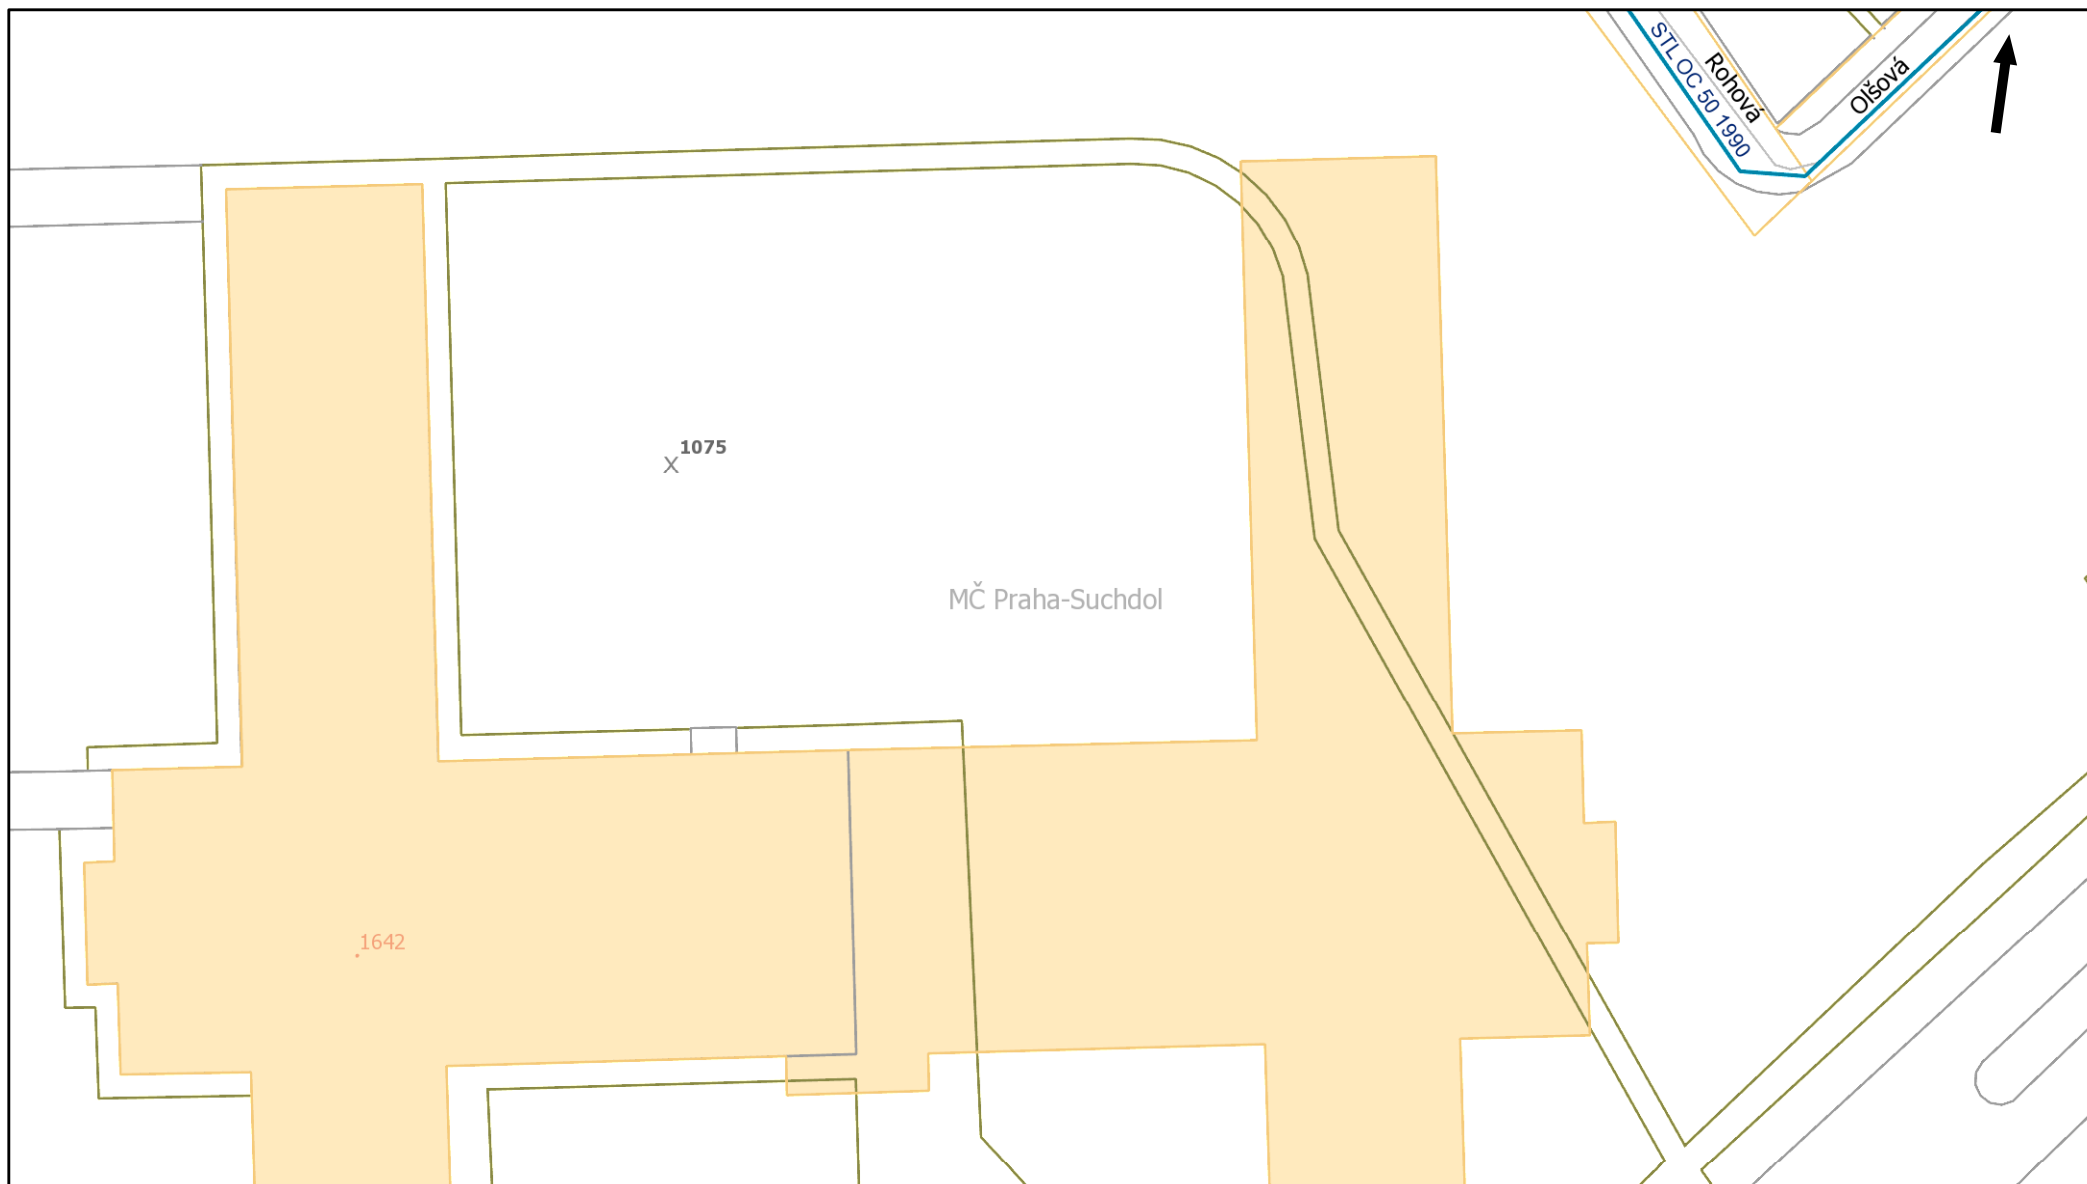 STL OC 50 1990
Rohová
Olšová
1075
X
MČ Praha-Suchdol
1642